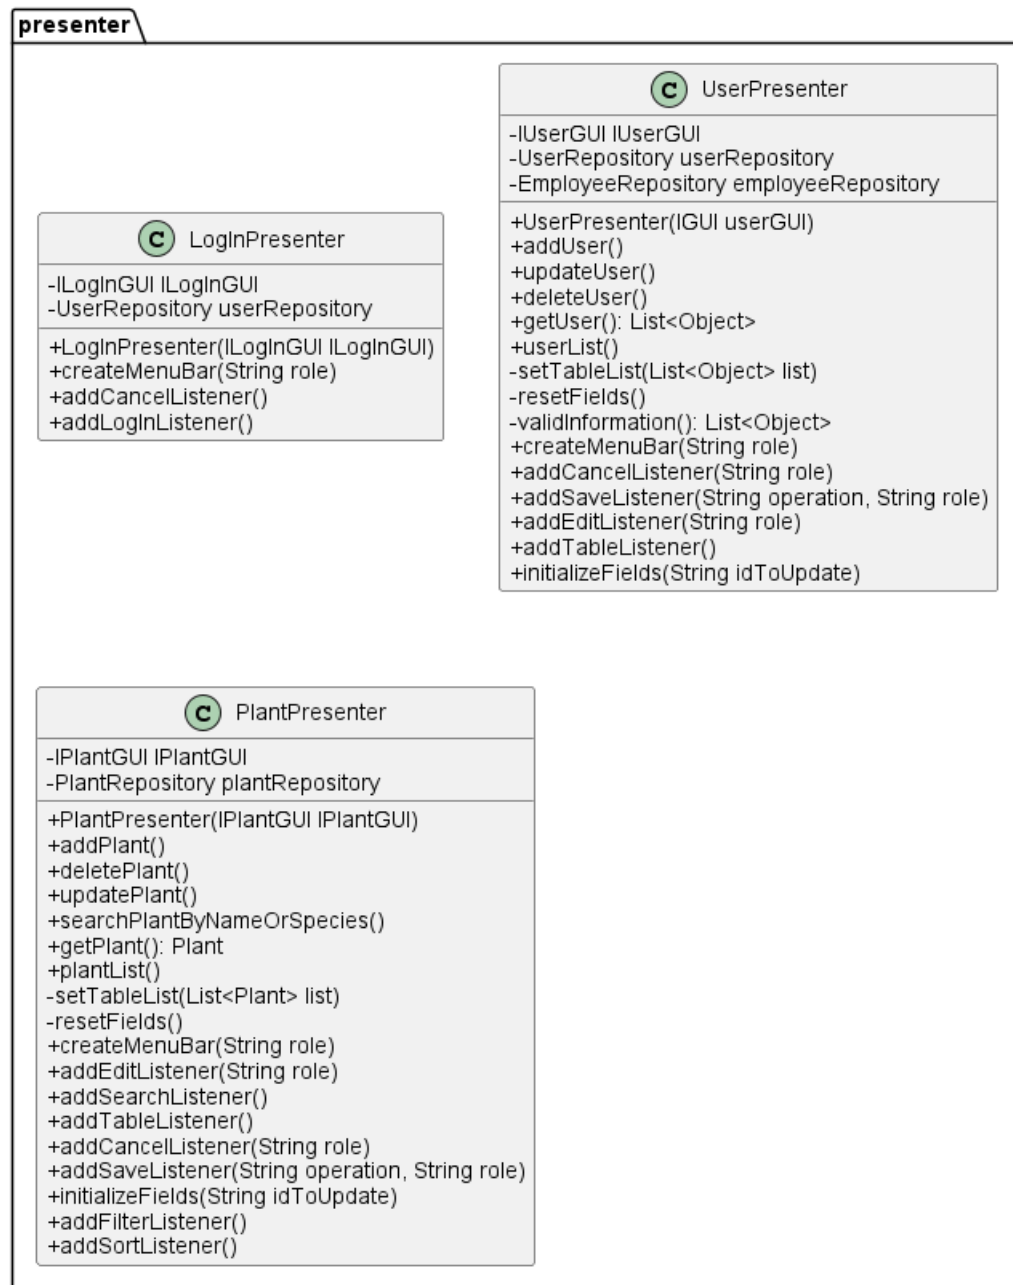 presenter
C UserPresenter
-IUserGUI IUserGUI
-UserRepository userRepository
-EmployeeRepository employeeRepository
+UserPresenter(IGUI userGUI)
+addUser()
+updateUser()
+deleteUser()
+getUser(): List<Object>
+userList()
-setTableList(List<Object> list)
-resetFields()
-validInformation(): List<Object>
+createMenuBar(String role)
+addCancelListener(String role)
+addSaveListener(String operation, String role)
+addEditListener(String role)
+addTableListener()
+initializeFields(String idToUpdate)
C LogInPresenter
-ILogInGUI ILogInGUI
-UserRepository userRepository
+LogInPresenter(ILogInGUI ILogInGUI)
+createMenuBar(String role)
+addCancelListener()
+addLogInListener()
C PlantPresenter
-IPlantGUI IPlantGUI
-PlantRepository plantRepository
+PlantPresenter(IPlantGUI IPlantGUI)
+addPlant()
+deletePlant()
+updatePlant()
+searchPlantByNameOrSpecies()
+getPlant(): Plant
+plantList()
-setTableList(List<Plant> list)
-resetFields()
+createMenuBar(String role)
+addEditListener(String role)
+addSearchListener()
+addTableListener()
+addCancelListener(String role)
+addSaveListener(String operation, String role)
+initializeFields(String idToUpdate)
+addFilterListener()
+addSortListener()